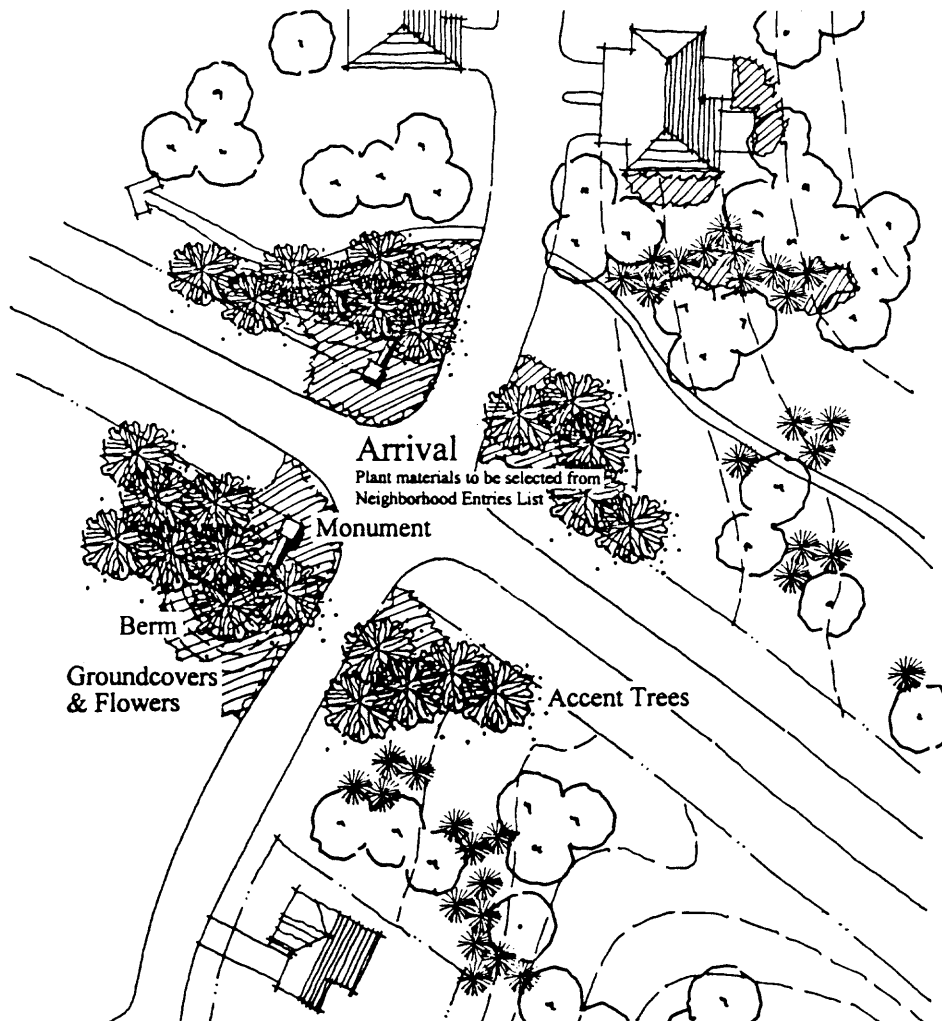 Arrival
Plant materials to be selected from
Neighborhood Entries List
Monument
Berm
Groundcovers
& Flowers
Accent Trees